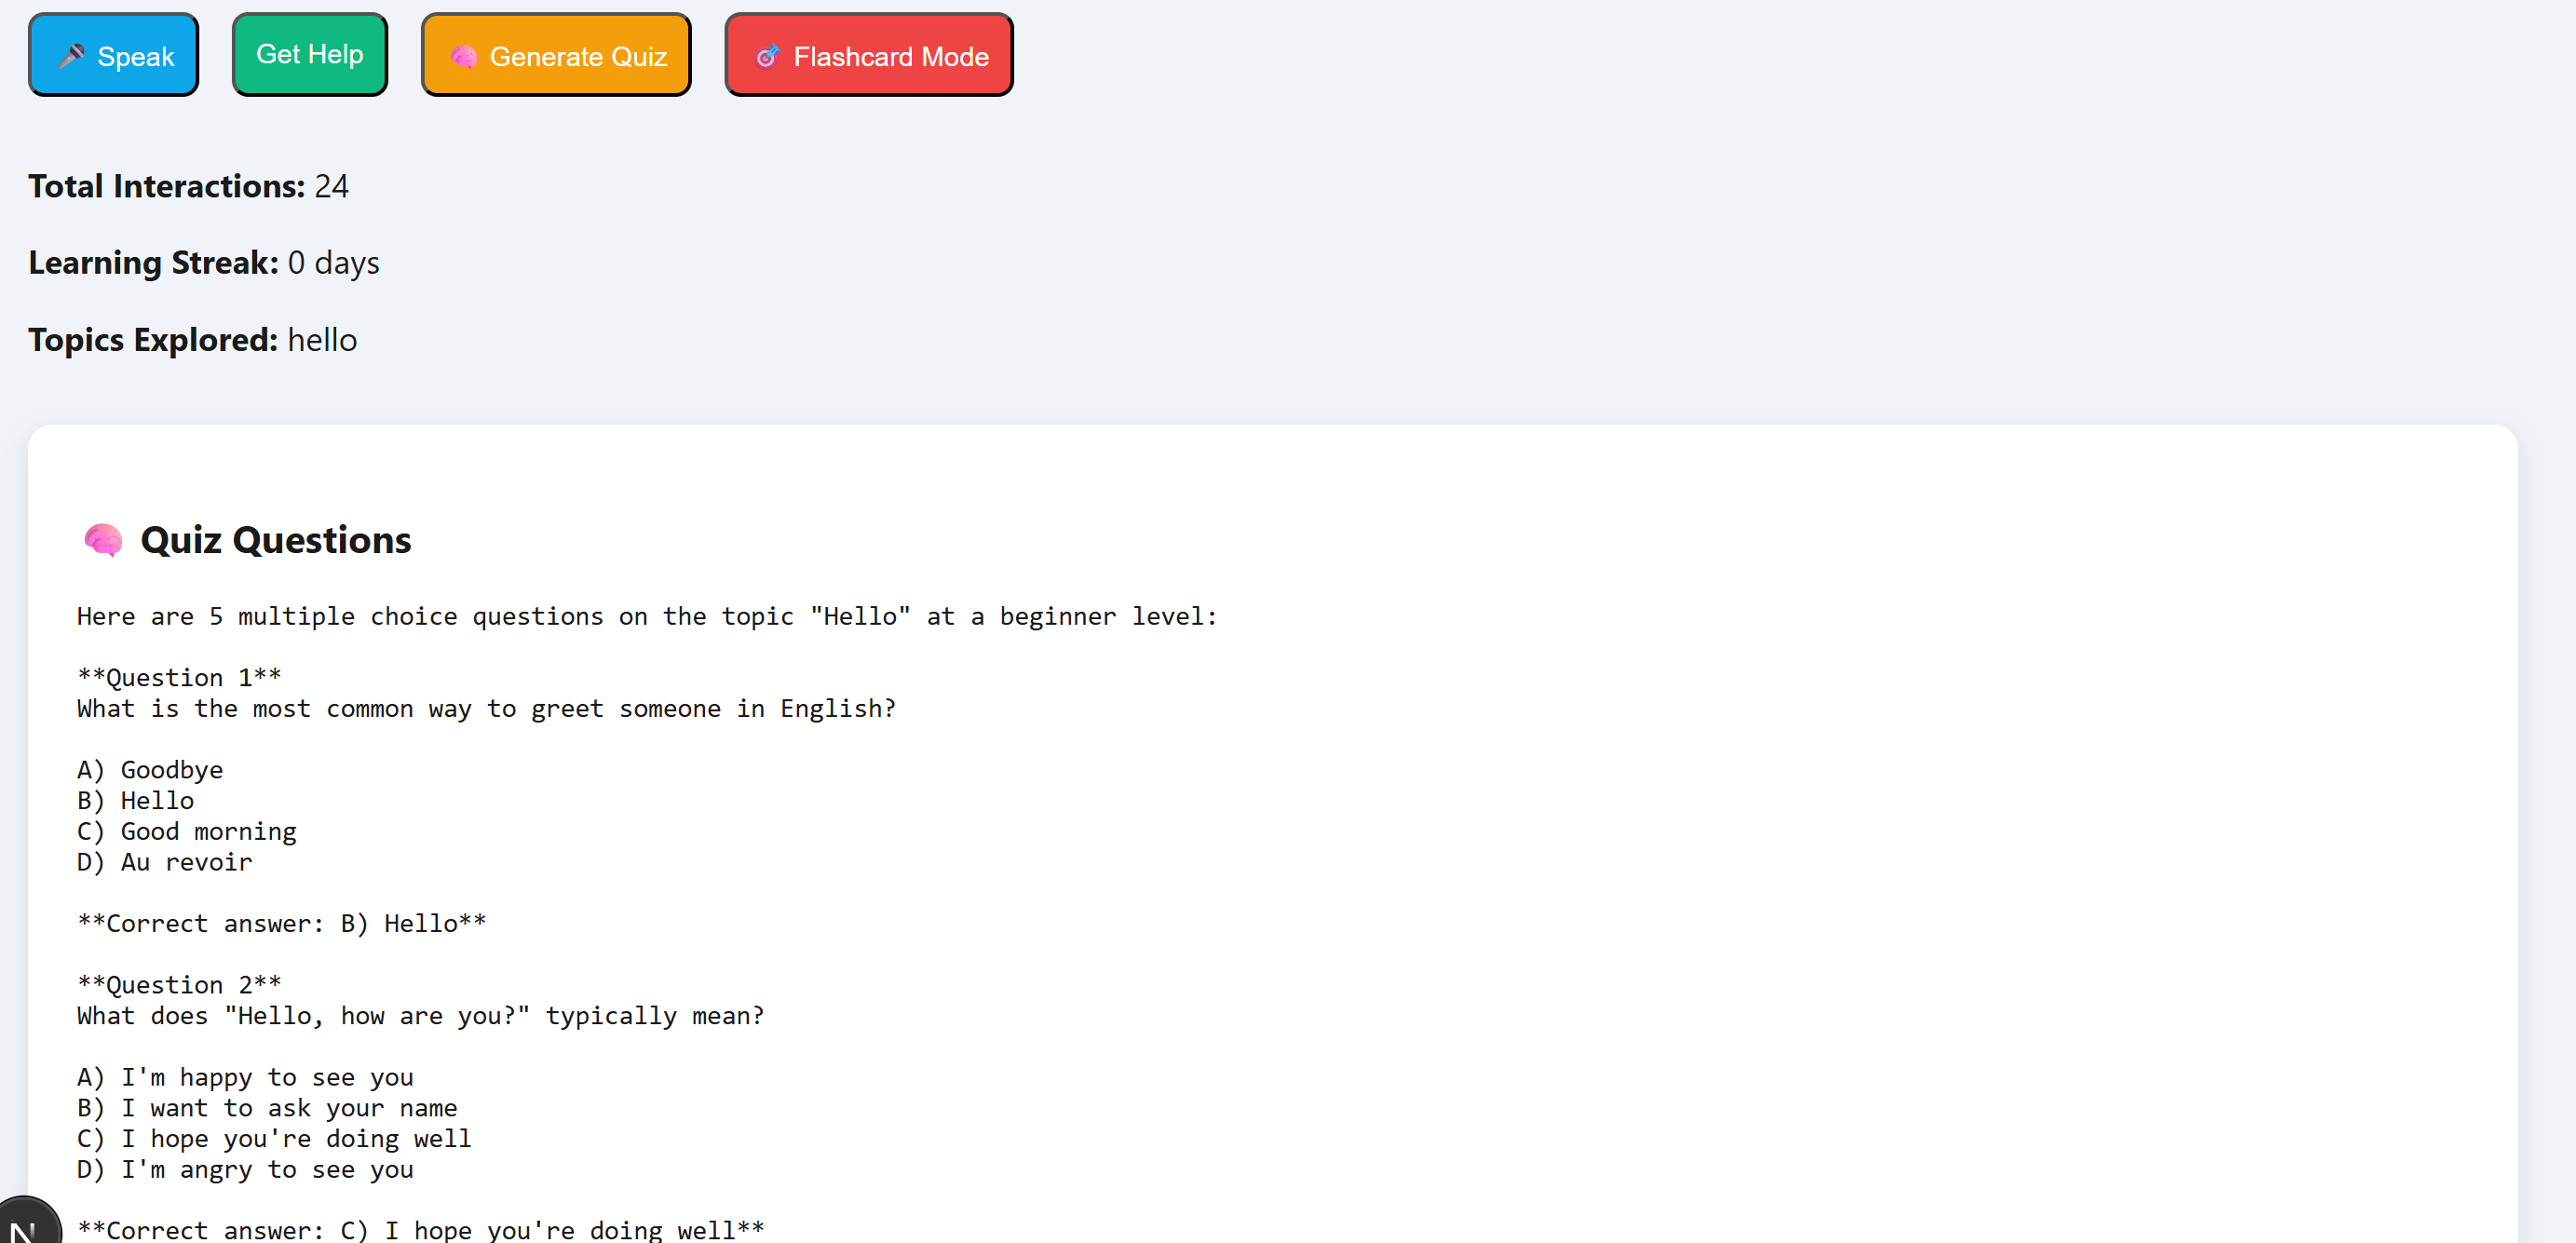 🎤 Speak
Get Help
🧠 Generate Quiz
🎯 Flashcard Mode
Total Interactions: 24
Learning Streak: 0 days
Topics Explored: hello
🧠 Quiz Questions
Here are 5 multiple choice questions on the topic "Hello" at a beginner level:
**Question 1**
What is the most common way to greet someone in English?
A) Goodbye
B) Hello
C) Good morning
D) Au revoir
**Correct answer: B) Hello**
**Question 2**
What does "Hello, how are you?" typically mean?
A) I'm happy to see you
B) I want to ask your name
C) I hope you're doing well
D) I'm angry to see you
**Correct answer: C) I hope you're doing well**
N